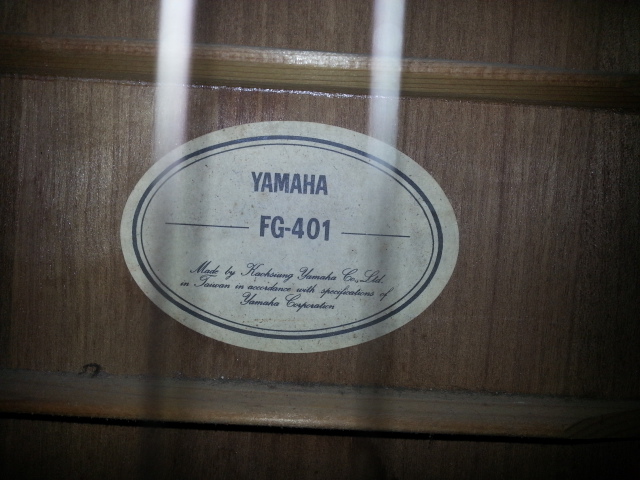 YAMAHA
FG-401
Made by Kaohsiung Yamaha Co., Ltd.
in Taiwan in accordance with specifications of
Yamaha Corporation